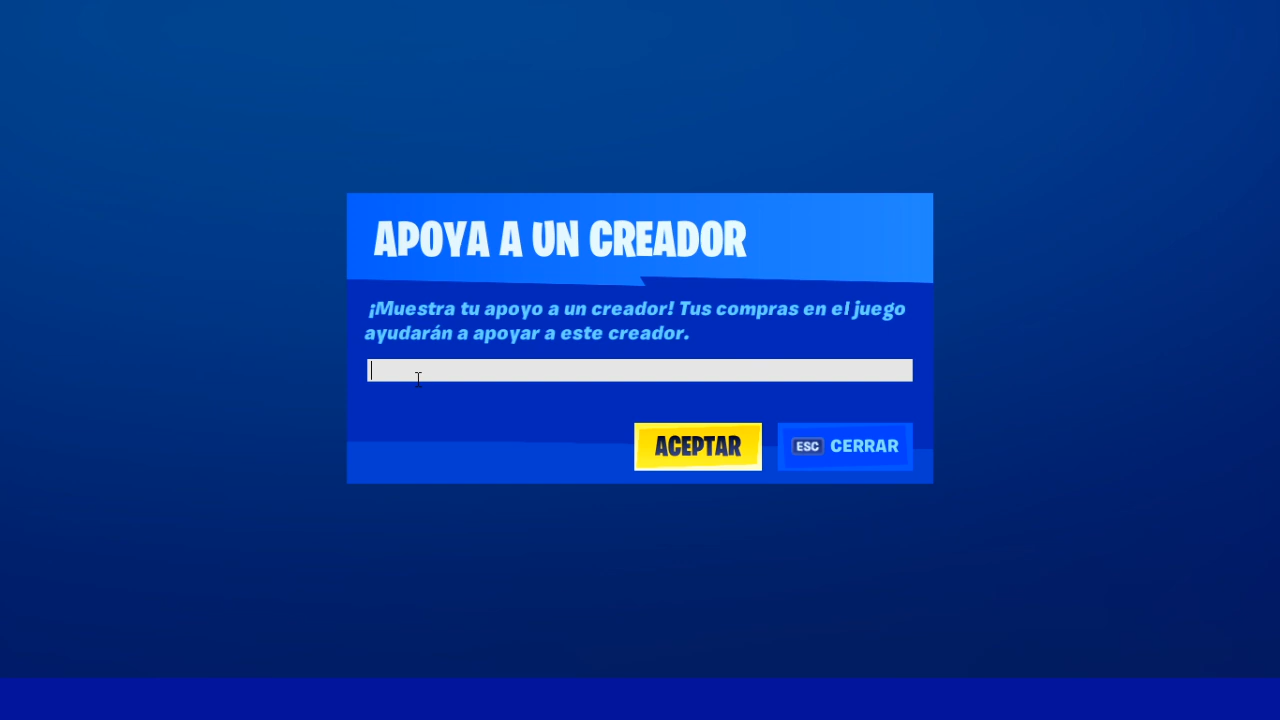 APOYA A UN CREADOR
¡Muestra tu apoyo a un creador! Tus compras en el juego
ayudarán a apoyar a este creador.
ACEPTAR
ESC CERRAR